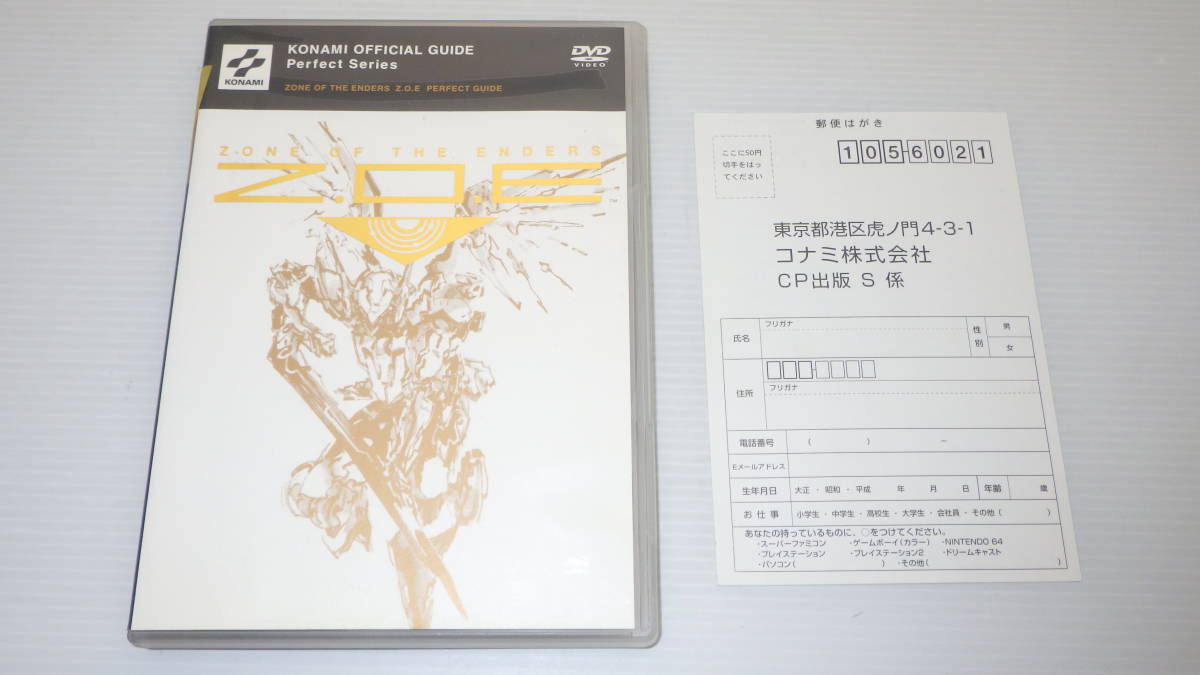 KONAMI
KONAMI OFFICIAL GUIDE
Perfect Series
DVD
VIDEO
ZONE OF THE ENDERS Z.O.E PERFECT GUIDE
ZONE OF THE ENDERS
Z.O.E
TM
郵便はがき
ここに50円
切手をはっ
てください
105-6021
東京都港区虎ノ門4-3-1
コナミ株式会社
CP出版 S 係
氏名
フリガナ
性別
男
女
住所
フリガナ
電話番号 ( ) −
Eメールアドレス
生年月日 大正 ・ 昭和 ・ 平成 年 月 日 年齢 歳
お仕事 小学生 ・ 中学生 ・ 高校生 ・ 大学生 ・ 会社員 ・ その他 ( )
あなたの持っているものに、○をつけてください。
・スーパーファミコン ・ゲームボーイ(カラー) ・NINTENDO 64
・プレイステーション ・プレイステーション2 ・ドリームキャスト
・パソコン( ) ・その他( )